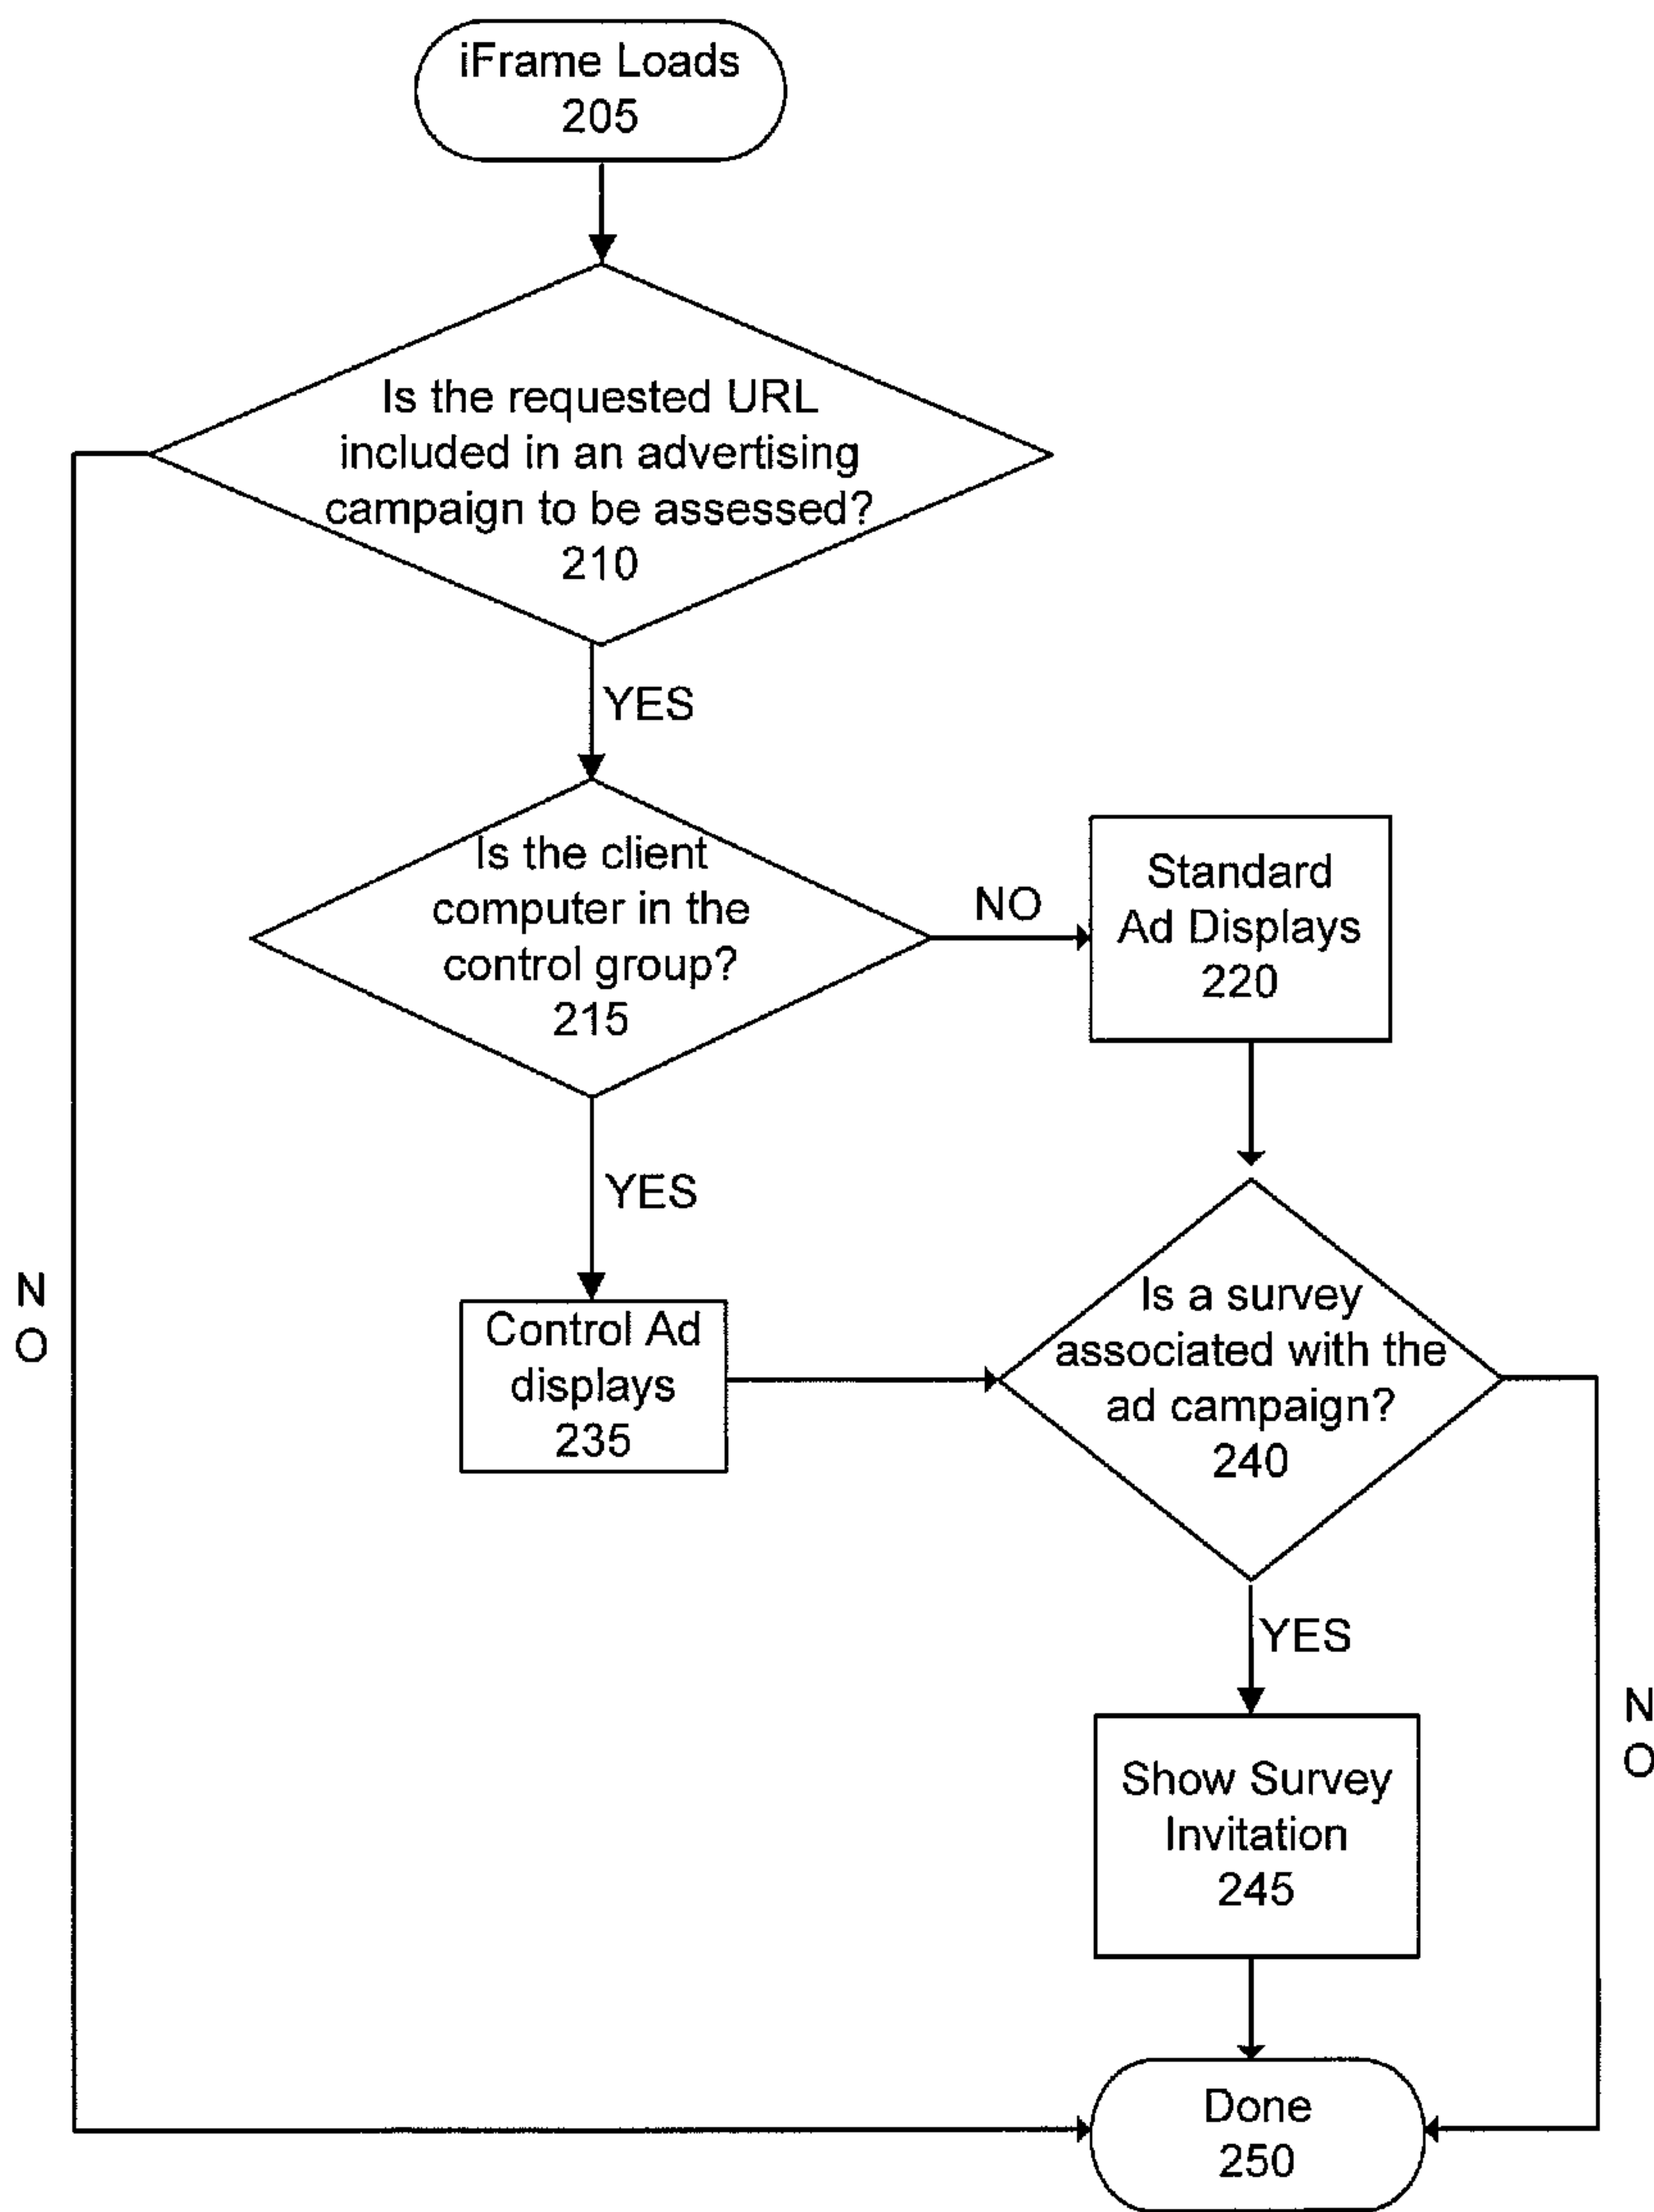 iFrame Loads
205
Is the requested URL
included in an advertising
campaign to be assessed?
210
YES
Is the client
computer in the
control group?
215
NO
Standard
Ad Displays
220
YES
N
O
Control Ad
displays
235
Is a survey
associated with the
ad campaign?
240
YES
N
O
Show Survey
Invitation
245
Done
250